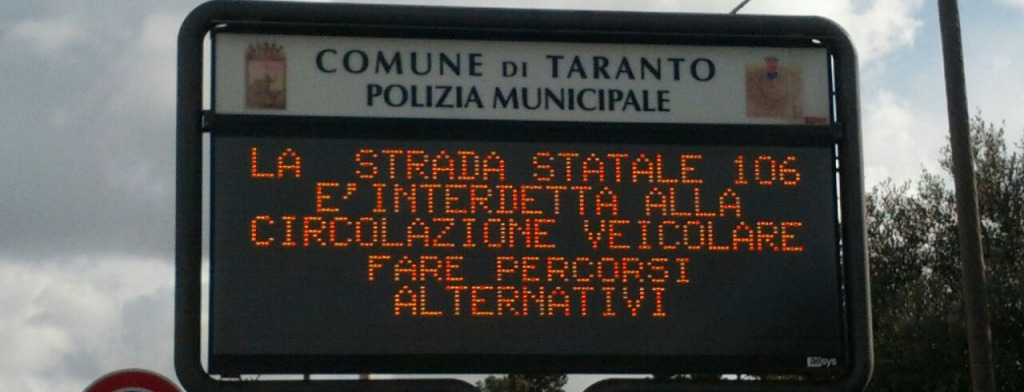 COMUNE DI TARANTO
POLIZIA MUNICIPALE
LA STRADA STATALE 106
E' INTERDETTA ALLA
CIRCOLAZIONE VEICOLARE
FARE PERCORSI
ALTERNATIVI